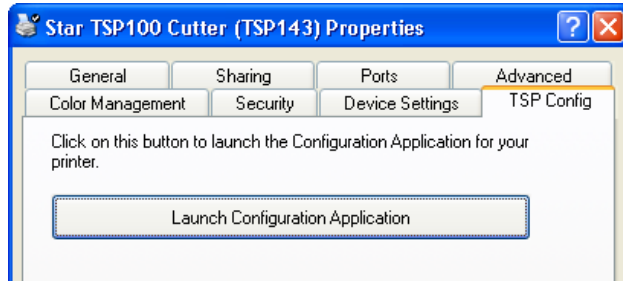 Star TSP100 Cutter (TSP143) Properties
General Sharing Ports Advanced
Color Management Security Device Settings TSP Config
Click on this button to launch the Configuration Application for your
printer.
Launch Configuration Application